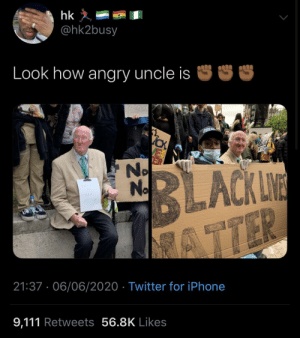 hk
@hk2busy
Look how angry uncle is
No
No
BLACK LIVES
MATTER
21:37 · 06/06/2020 · Twitter for iPhone
9,111 Retweets 56.8K Likes